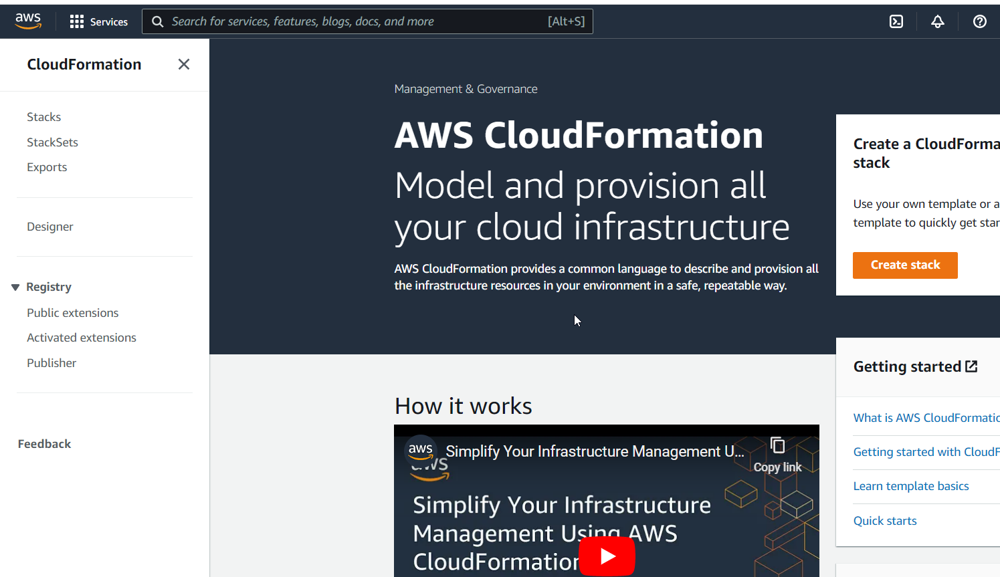 aws
Services
Search for services, features, blogs, docs, and more
[Alt+S]
CloudFormation
Stacks
StackSets
Exports
Designer
Registry
Public extensions
Activated extensions
Publisher
Feedback
Management & Governance
AWS CloudFormation
Model and provision all
your cloud infrastructure
AWS CloudFormation provides a common language to describe and provision all
the infrastructure resources in your environment in a safe, repeatable way.
Create a CloudForma
stack
Use your own template or a
template to quickly get star
Create stack
Getting started
What is AWS CloudFormatio
Getting started with CloudF
Learn template basics
Quick starts
How it works
aws
Simplify Your Infrastructure Management U...
Copy link
aws
Simplify Your Infrastructure
Management Using AWS
CloudFormation